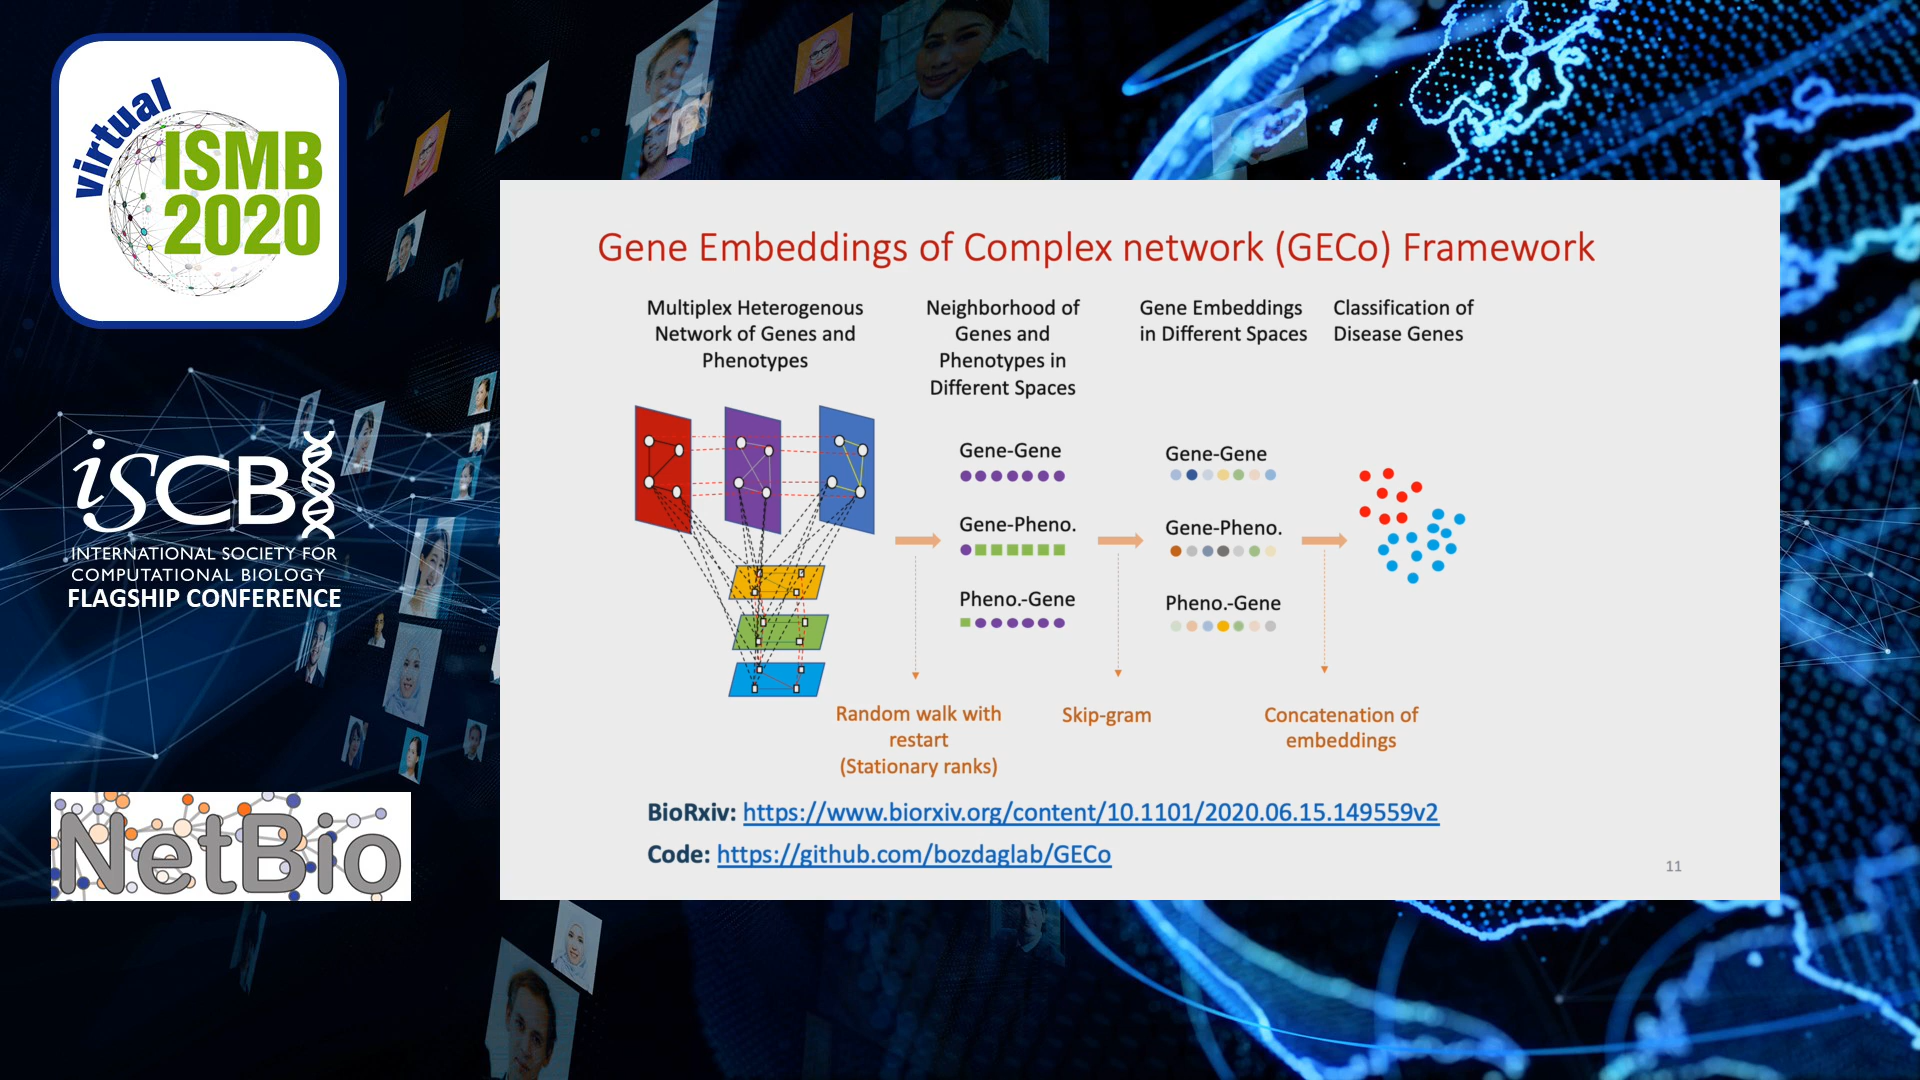 virtual
ISMB
2020
iSCB
INTERNATIONAL SOCIETY FOR
COMPUTATIONAL BIOLOGY
FLAGSHIP CONFERENCE
NetBio
Gene Embeddings of Complex network (GECo) Framework
Multiplex Heterogenous
Network of Genes and
Phenotypes
Neighborhood of
Genes and
Phenotypes in
Different Spaces
Gene Embeddings
in Different Spaces
Classification of
Disease Genes
Gene-Gene
Gene-Pheno.
Pheno.-Gene
Gene-Gene
Gene-Pheno.
Pheno.-Gene
Random walk with
restart
(Stationary ranks)
Skip-gram
Concatenation of
embeddings
BioRxiv: https://www.biorxiv.org/content/10.1101/2020.06.15.149559v2
Code: https://github.com/bozdaglab/GECo
11